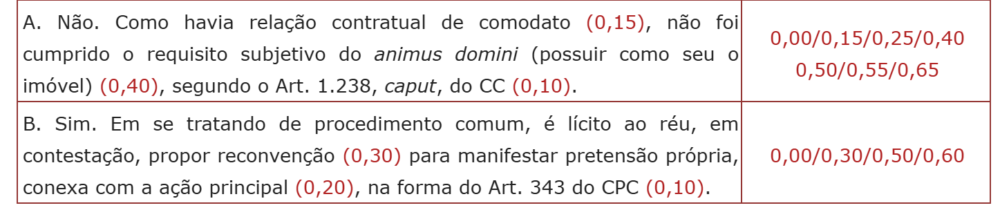 A. Não. Como havia relação contratual de comodato (0,15), não foi
cumprido o requisito subjetivo do animus domini (possuir como seu o
imóvel) (0,40), segundo o Art. 1.238, caput, do CC (0,10).
0,00/0,15/0,25/0,40
0,50/0,55/0,65
B. Sim. Em se tratando de procedimento comum, é lícito ao réu, em
contestação, propor reconvenção (0,30) para manifestar pretensão própria,
conexa com a ação principal (0,20), na forma do Art. 343 do CPC (0,10).
0,00/0,30/0,50/0,60